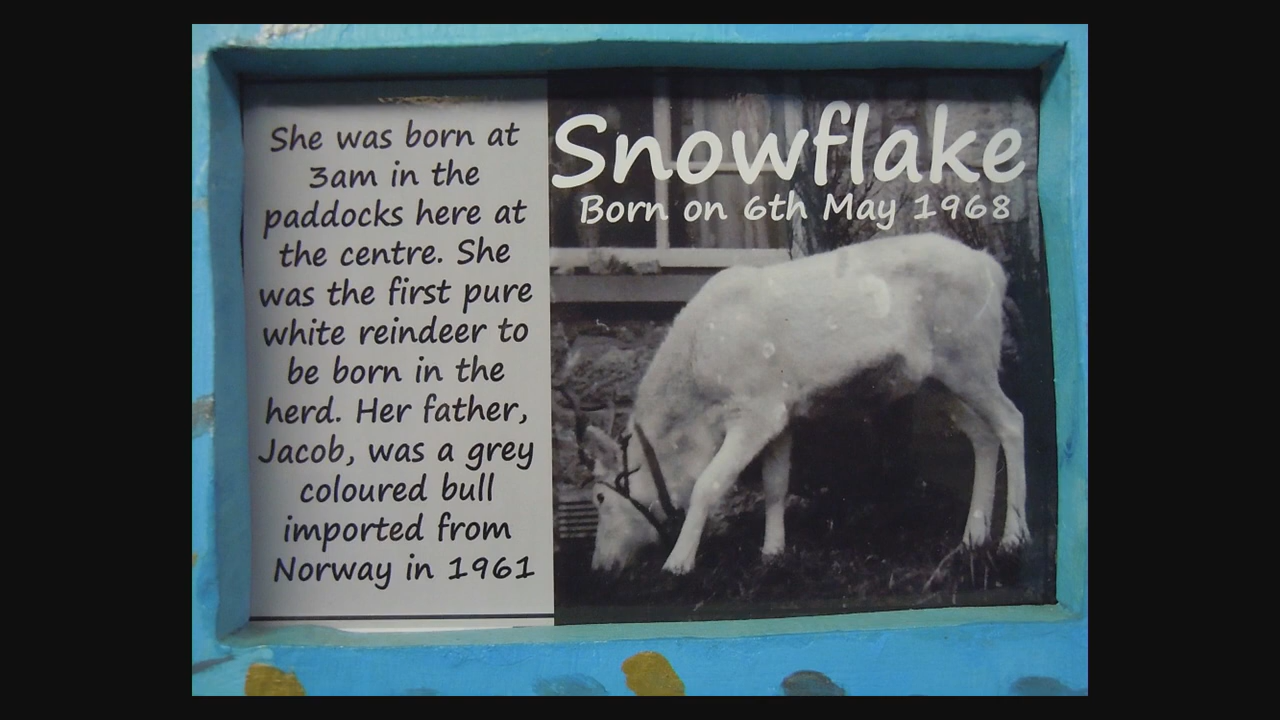 She was born at
3am in the
paddocks here at
the centre. She
was the first pure
white reindeer to
be born in the
herd. Her father,
Jacob, was a grey
coloured bull
imported from
Norway in 1961
Snowflake
Born on 6th May 1968